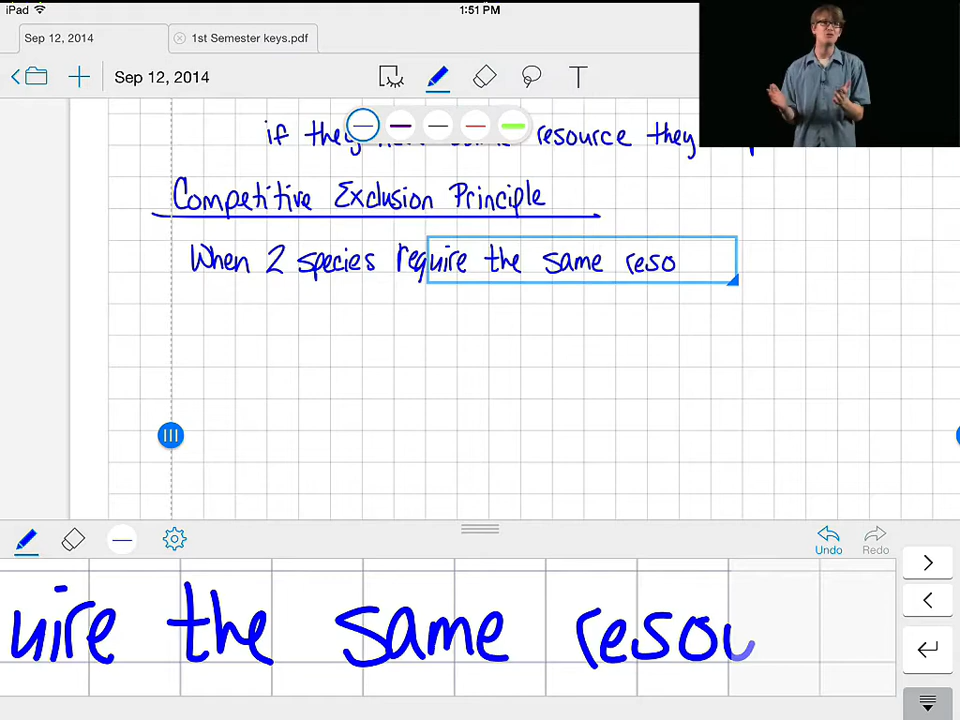 iPad 1:51 PM
Sep 12, 2014 1st Semester keys.pdf
Sep 12, 2014 T
if they resource they
Competitive Exclusion Principle
When 2 species require the same reso
Undo Redo
uire the same resou